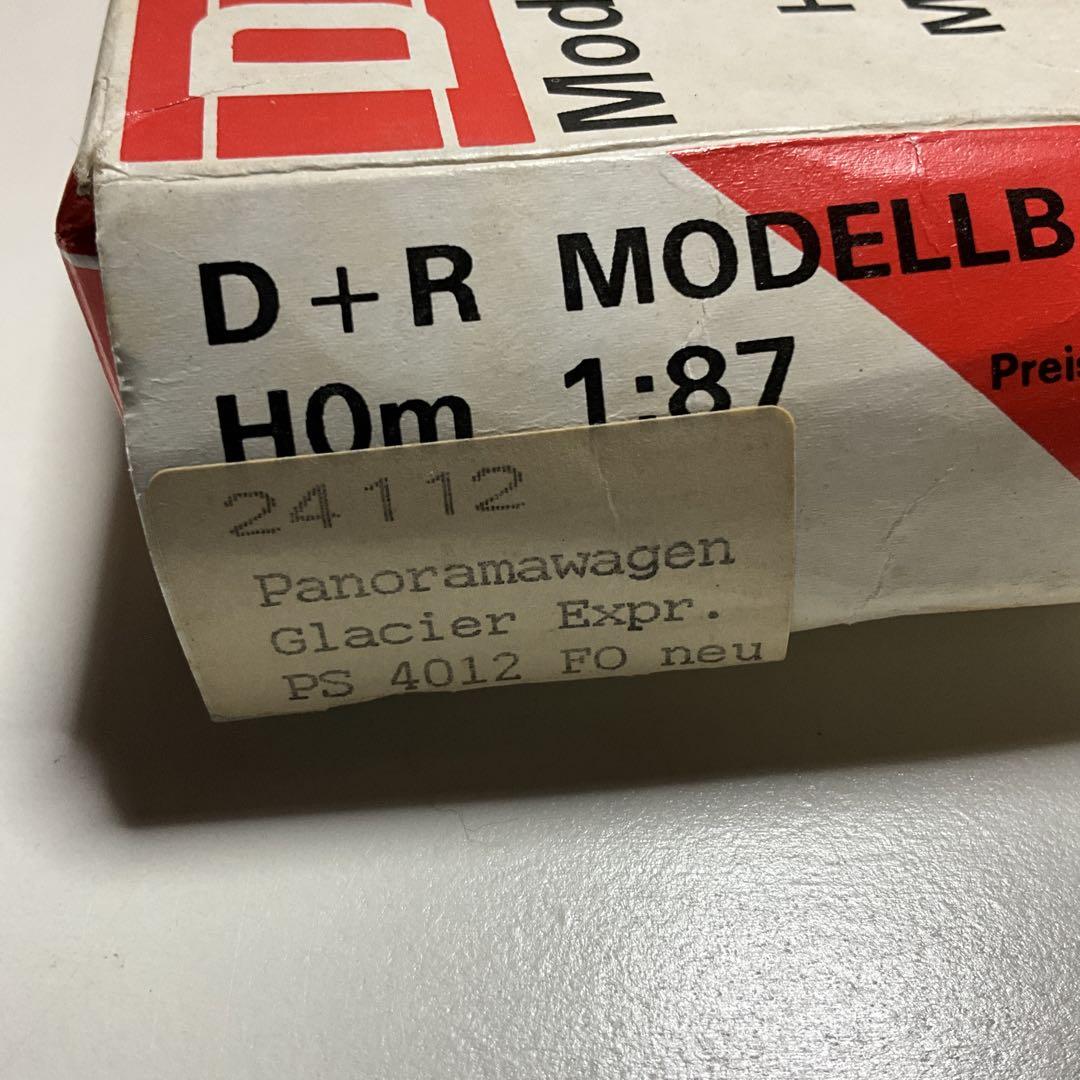 Mod
H
M
D+R MODELLB
H0m 1:87
Preis
24112
Panoramawagen
Glacier Expr.
PS 4012 FO neu